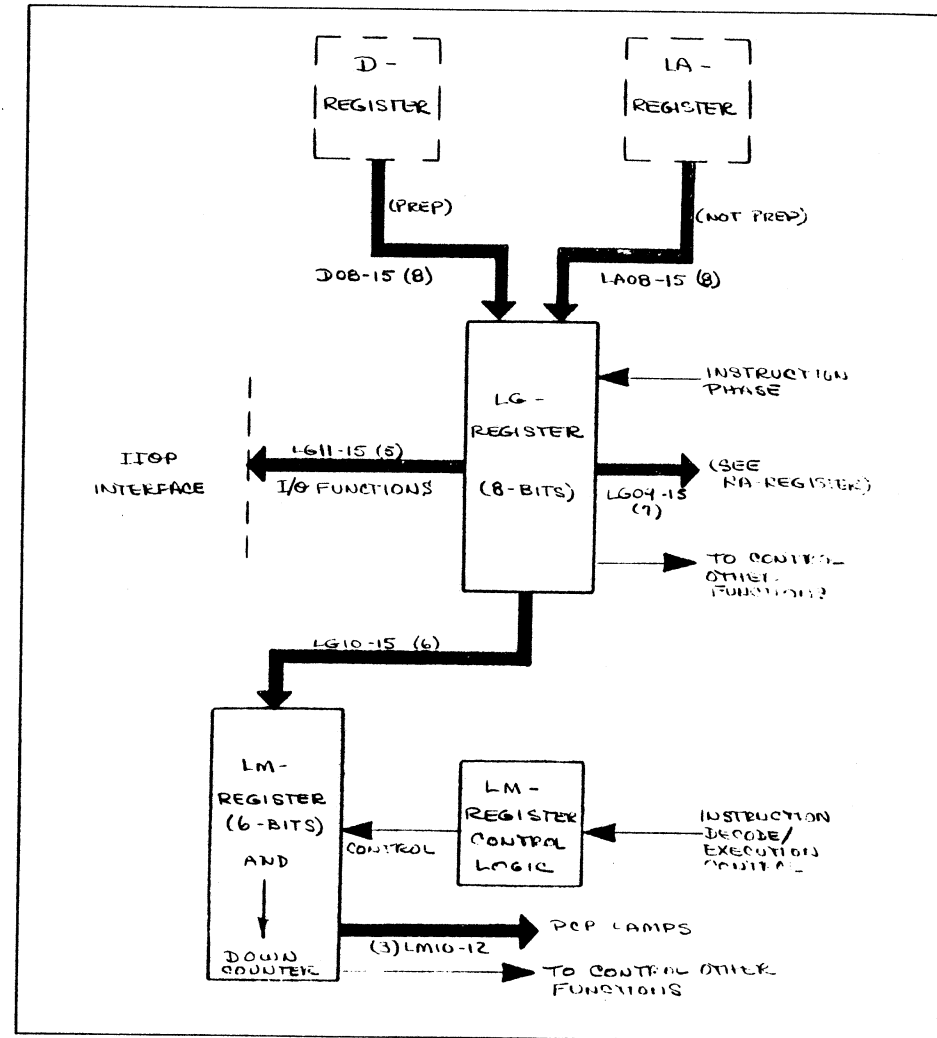 D -
REGISTER
LA -
REGISTER
(PREP)
(NOT PREP)
D08-15 (8)
LA08-15 (8)
LG -
REGISTER
(8-BITS)
INSTRUCTION
PHASE
IIOP
INTERFACE
LG11-15 (5)
I/O FUNCTIONS
LG09-15
(7)
(SEE
RA-REGISTER)
TO CONTROL
OTHER
FUNCTIONS
LG10-15 (6)
LM-
REGISTER
(6-BITS)
AND
DOWN
COUNTER
CONTROL
LM -
REGISTER
CONTROL
LOGIC
INSTRUCTION
DECODE/
EXECUTION
CONTROL
(3)LM10-12
PCP LAMPS
TO CONTROL OTHER
FUNCTIONS